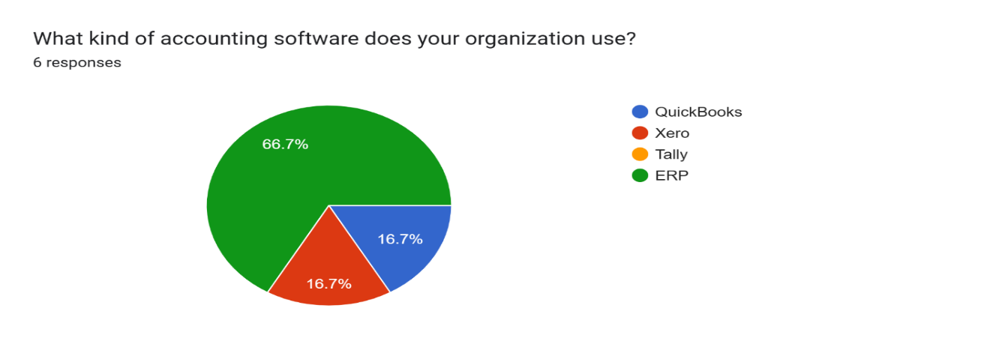 What kind of accounting software does your organization use?
6 responses
66.7%
16.7%
16.7%
QuickBooks
Xero
Tally
ERP